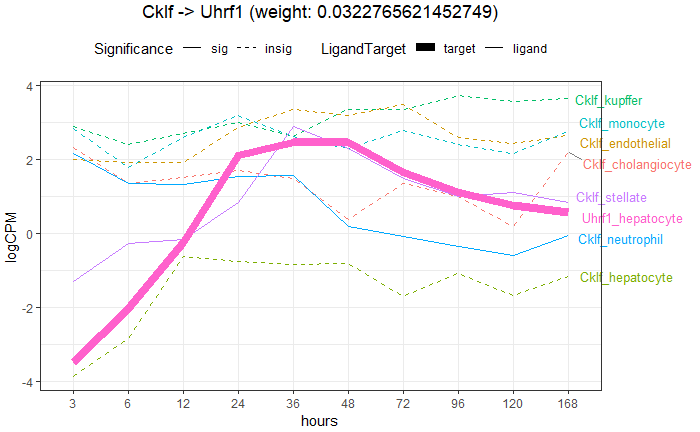 Cklf -> Uhrf1 (weight: 0.0322765621452749)
Significance sig insig LigandTarget target ligand
4
2
0
-2
-4
logCPM
Cklf_kupffer
Cklf_monocyte
Cklf_endothelial
Cklf_cholangiocyte
Cklf_stellate
Uhrf1_hepatocyte
Cklf_neutrophil
Cklf_hepatocyte
3 6 12 24 36 48 72 96 120 168
hours